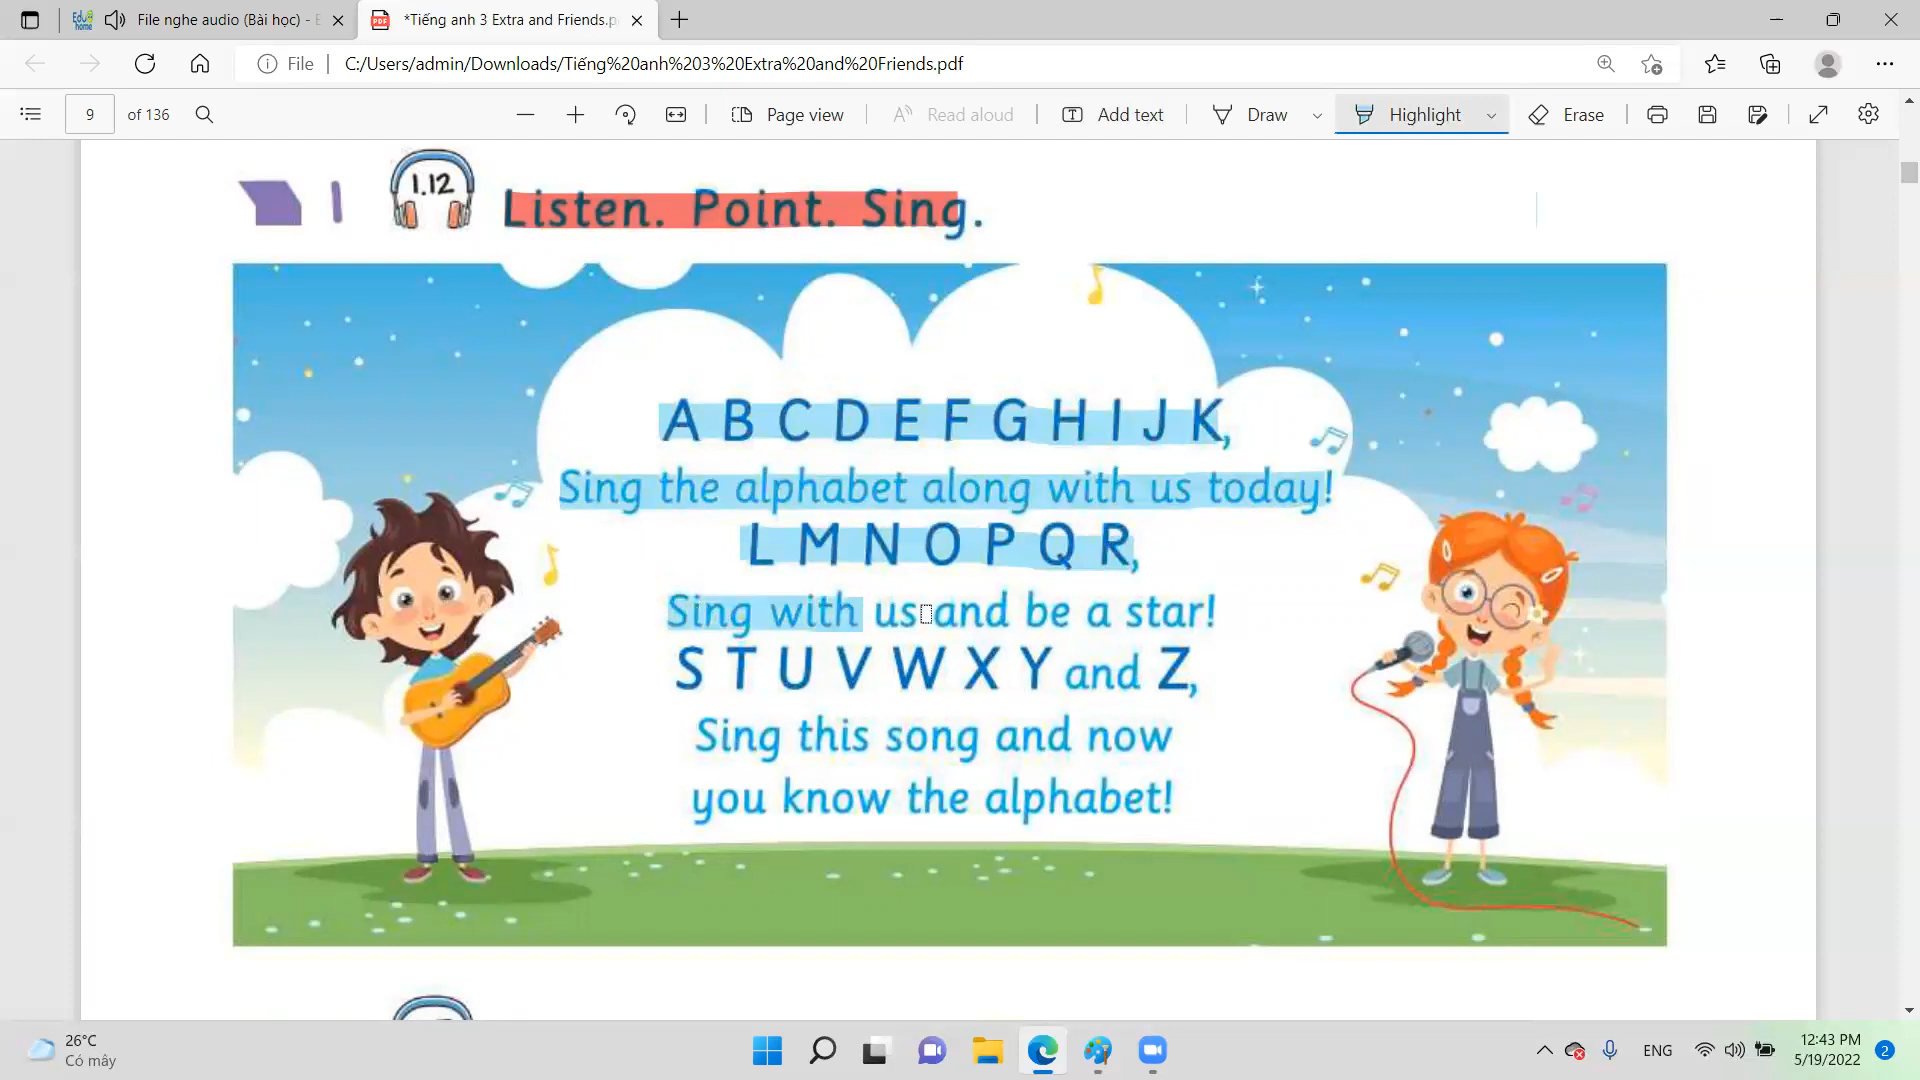 File nghe audio (Bài học) - E
*Tiếng anh 3 Extra and Friends.p
File
C:/Users/admin/Downloads/Tiếng%20anh%203%20Extra%20and%20Friends.pdf
9 of 136
Page view
Read aloud
Add text
Draw
Highlight
Erase
1 1.12 Listen. Point. Sing.
A B C D E F G H I J K,
Sing the alphabet along with us today!
L M N O P Q R,
Sing with us and be a star!
S T U V W X Y and Z,
Sing this song and now
you know the alphabet!
26°C
Có mây
ENG
12:43 PM
5/19/2022
2